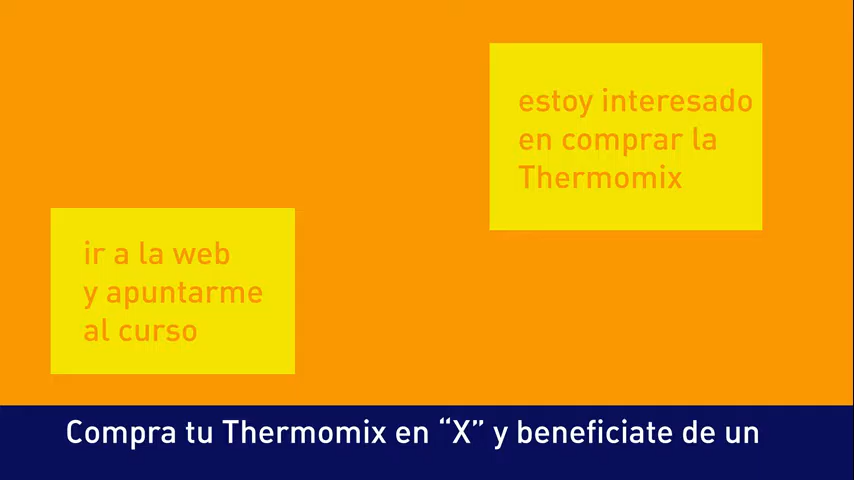 estoy interesado
en comprar la
Thermomix
ir a la web
y apuntarme
al curso
Compra tu Thermomix en “X” y beneficiate de un